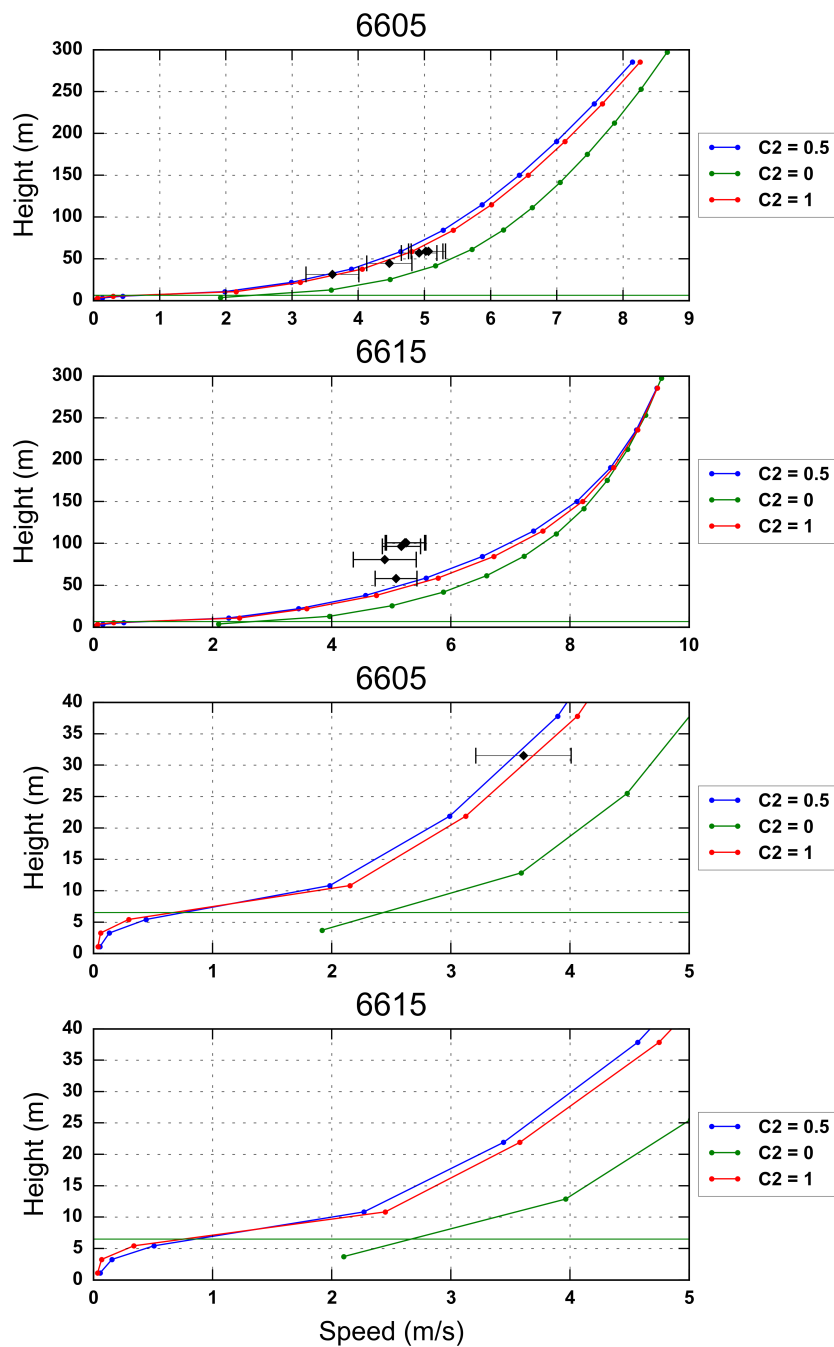 6605
300
250
200
150
100
50
0
Height (m)
0 1 2 3 4 5 6 7 8 9
C2 = 0.5
C2 = 0
C2 = 1
6615
300
250
200
150
100
50
0
Height (m)
0 2 4 6 8 10
C2 = 0.5
C2 = 0
C2 = 1
6605
40
35
30
25
20
15
10
5
0
Height (m)
0 1 2 3 4 5
C2 = 0.5
C2 = 0
C2 = 1
6615
40
35
30
25
20
15
10
5
0
Height (m)
0 1 2 3 4 5
C2 = 0.5
C2 = 0
C2 = 1
Speed (m/s)